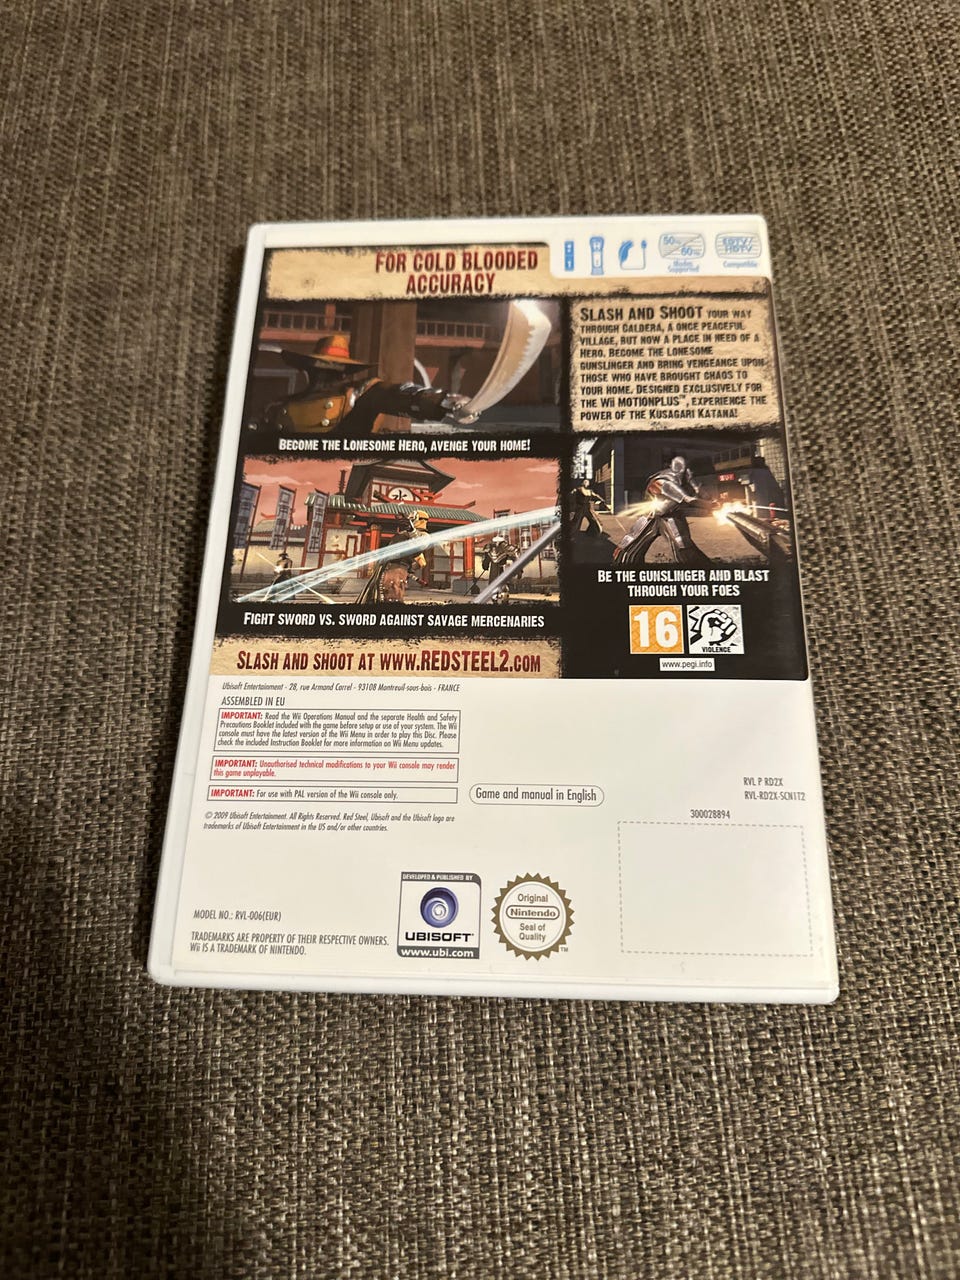 FOR COLD BLOODED
ACCURACY
50Hz
60Hz
Modes
Supported
EDTV/
HDTV
Compatible
SLASH AND SHOOT YOUR WAY
THROUGH CALDERA, A ONCE PEACEFUL
VILLAGE, BUT NOW A PLACE IN NEED OF A
HERO. BECOME THE LONESOME
GUNSLINGER AND BRING VENGEANCE UPON
THOSE WHO HAVE BROUGHT CHAOS TO
YOUR HOME. DESIGNED EXCLUSIVELY FOR
THE Wii MOTIONPLUS™, EXPERIENCE THE
POWER OF THE KUSAGARI KATANA!
BECOME THE LONESOME HERO, AVENGE YOUR HOME!
FIGHT SWORD VS. SWORD AGAINST SAVAGE MERCENARIES
BE THE GUNSLINGER AND BLAST
THROUGH YOUR FOES
16
VIOLENCE
www.pegi.info
SLASH AND SHOOT AT WWW.REDSTEEL2.COM
Ubisoft Entertainment - 28, rue Armand Carrel - 93108 Montreuil-sous-bois - FRANCE
ASSEMBLED IN EU
IMPORTANT: Read the Wii Operations Manual and the separate Health and Safety
Precautions Booklet included with the game before setup or use of your system. The Wii
console must have the latest version of the Wii Menu in order to play this Disc. Please
check the included Instruction Booklet for more information on Wii Menu updates.
IMPORTANT: Unauthorised technical modifications to your Wii console may render
this game unplayable.
IMPORTANT: For use with PAL version of the Wii console only.
Game and manual in English
RVL P RD2X
RVL-RD2X-SCN1T2
300028894
© 2009 Ubisoft Entertainment. All Rights Reserved. Red Steel, Ubisoft and the Ubisoft logo are
trademarks of Ubisoft Entertainment in the US and/or other countries.
MODEL NO.: RVL-006(EUR)
TRADEMARKS ARE PROPERTY OF THEIR RESPECTIVE OWNERS.
Wii IS A TRADEMARK OF NINTENDO.
DEVELOPED & PUBLISHED BY
UBISOFT
www.ubi.com
Original
Nintendo
Seal of
Quality
TM